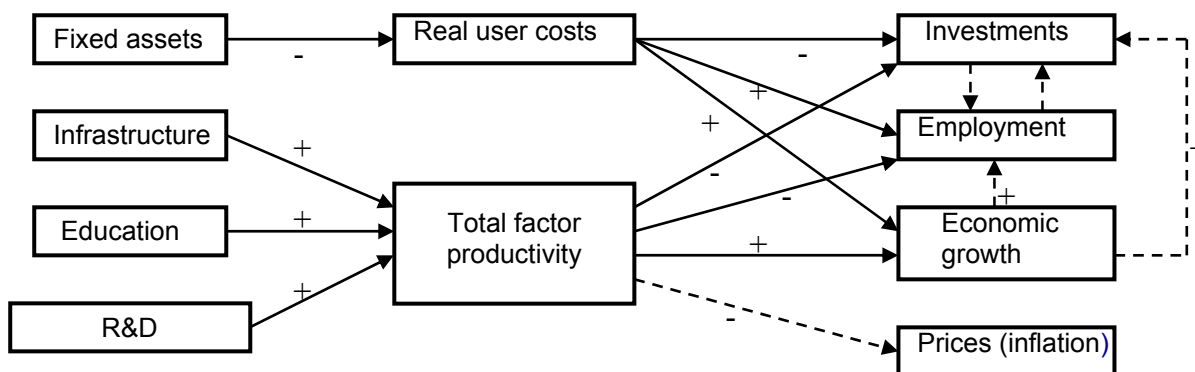 Fixed assets
-
Real user costs
-
+
+
Investments
Infrastructure
+
Employment
+
Education
+
Total factor
productivity
-
-
+
Economic
growth
+
R&D
+
-
Prices (inflation)